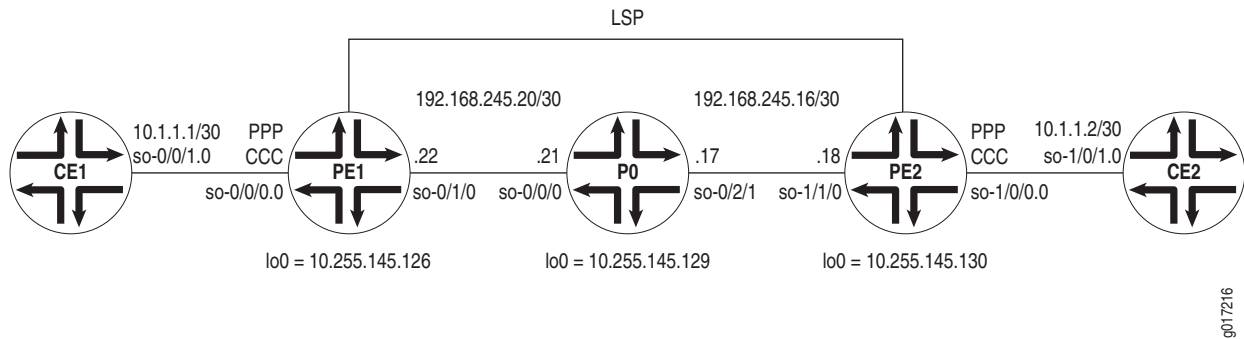 LSP
192.168.245.20/30
192.168.245.16/30
10.1.1.1/30
so-0/0/1.0
PPP
CCC
PPP
CCC
10.1.1.2/30
so-1/0/1.0
CE1
PE1
.22
.21
P0
.17
.18
PE2
CE2
so-0/0/0.0
so-0/1/0
so-0/0/0
so-0/2/1
so-1/1/0
so-1/0/0.0
lo0 = 10.255.145.126
lo0 = 10.255.145.129
lo0 = 10.255.145.130
g017216